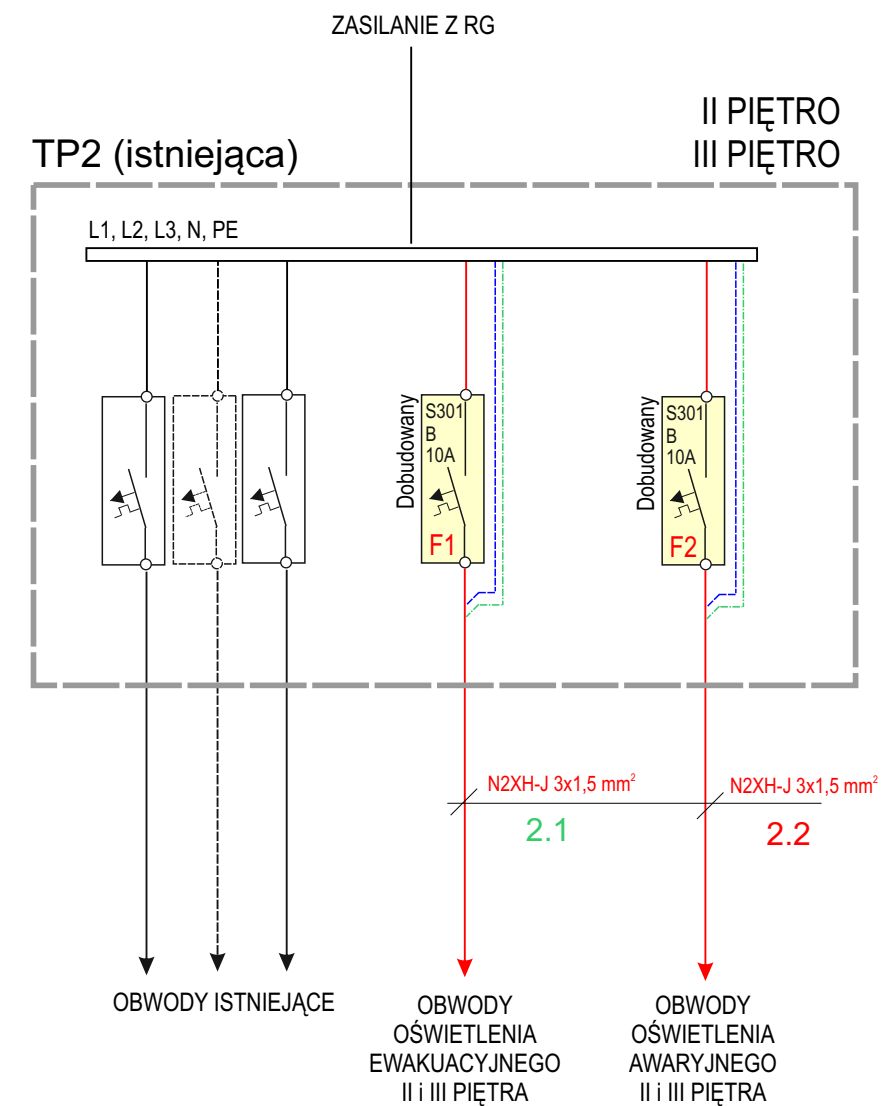 ZASILANIE Z RG
II PIĘTRO
III PIĘTRO
TP2 (istniejąca)
L1, L2, L3, N, PE
Dobudowany
S301
B
10A
F1
Dobudowany
S301
B
10A
F2
N2XH-J 3x1,5 mm²
N2XH-J 3x1,5 mm²
2.1
2.2
OBWODY ISTNIEJĄCE
OBWODY
OŚWIETLENIA
EWAKUACYJNEGO
II i III PIĘTRA
OBWODY
OŚWIETLENIA
AWARYJNEGO
II i III PIĘTRA